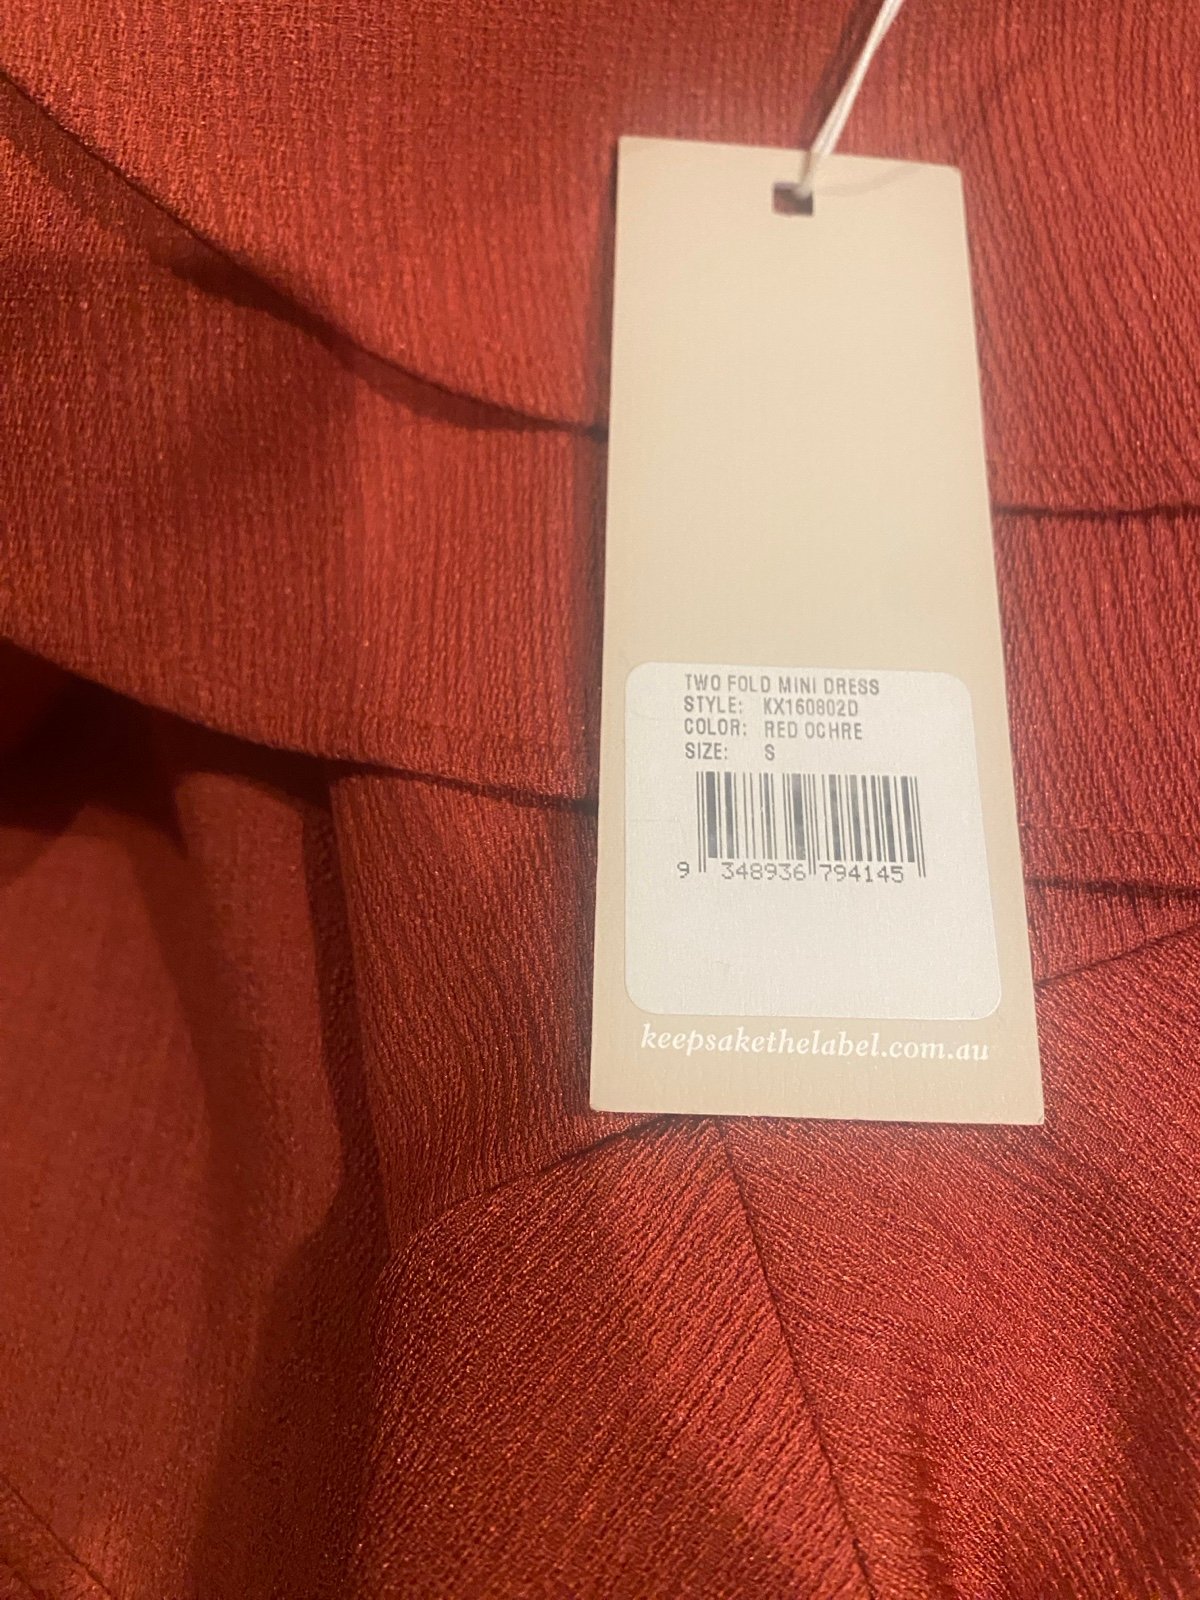 TWO FOLD MINI DRESS
STYLE: KX160802D
COLOR: RED OCHRE
SIZE: S
9 348936 794145
keepsakethelabel.com.au